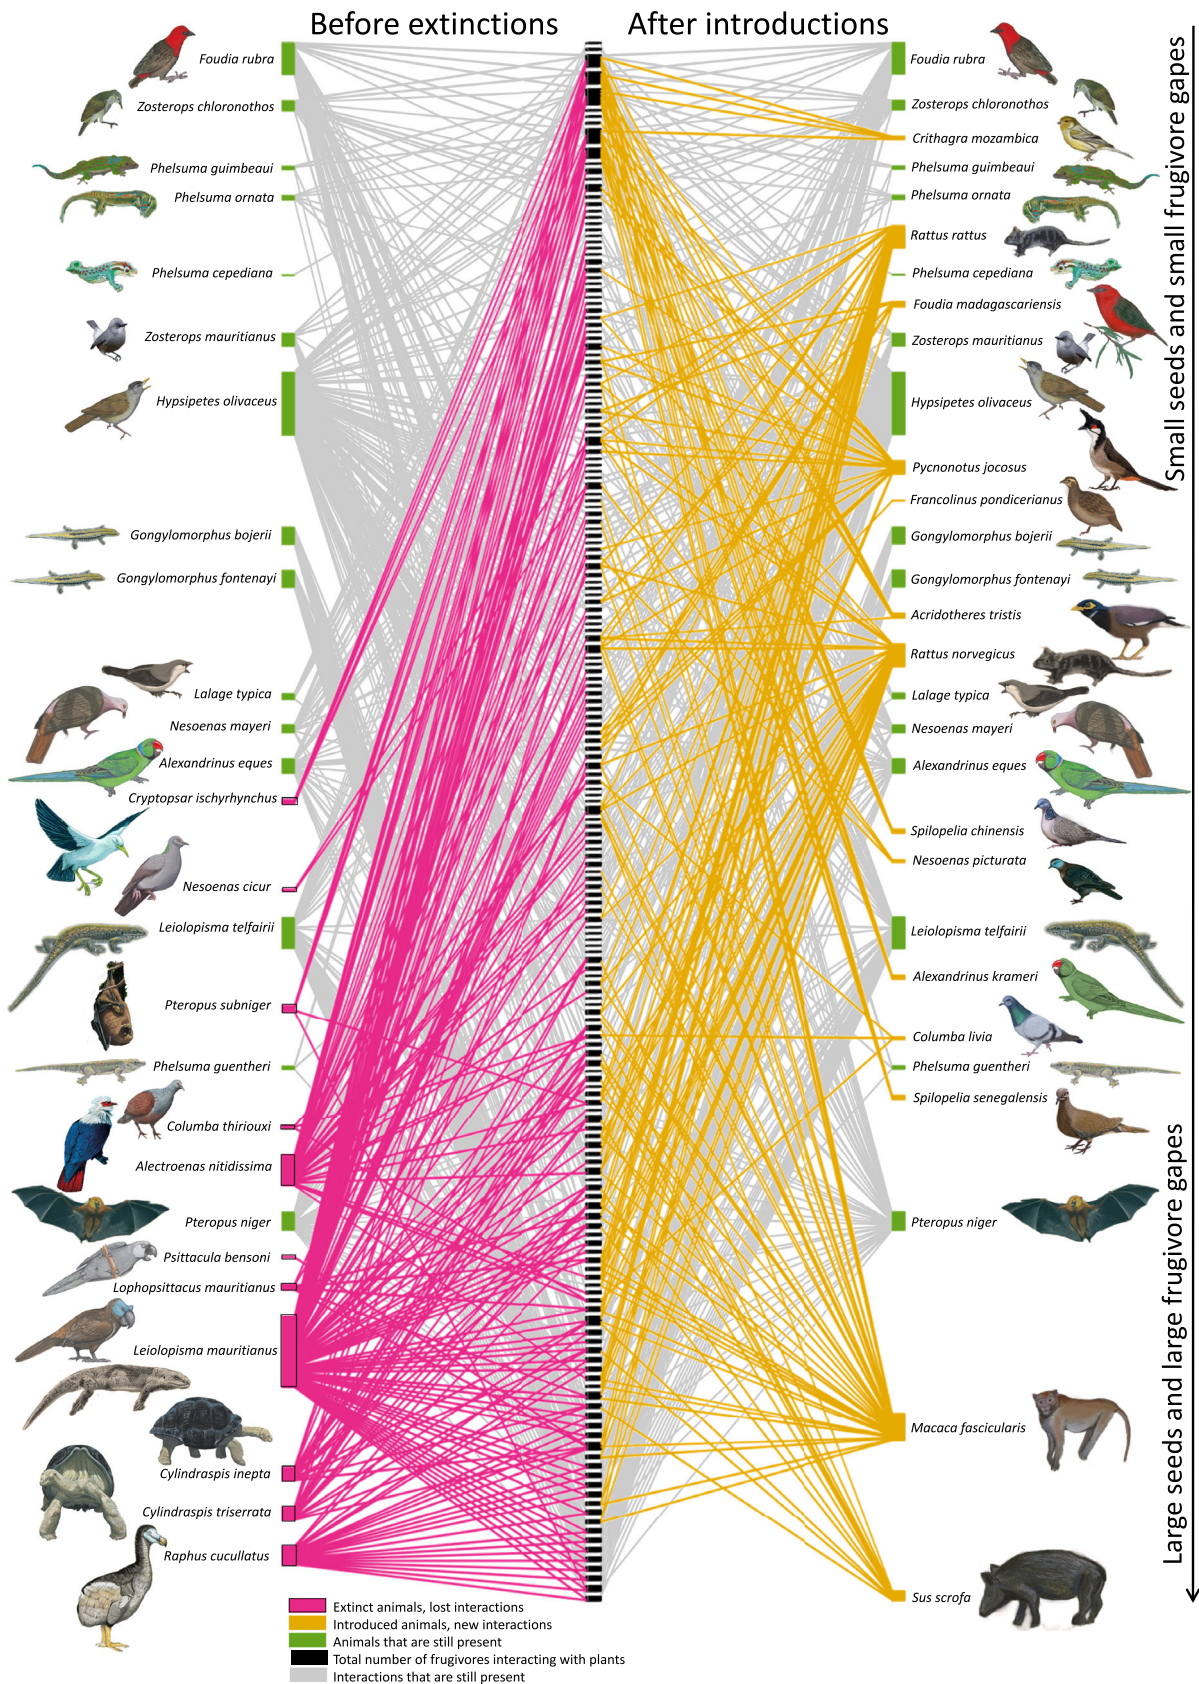 Before extinctions
After introductions
Foudia rubra
Zosterops chloronothos
Phelsuma guimbeaui
Phelsuma ornata
Phelsuma cepediana
Zosterops mauritianus
Hypsipetes olivaceus
Gongylomorphus bojerii
Gongylomorphus fontenayi
Lalage typica
Nesoenas mayeri
Alexandrinus eques
Cryptopsar ischyrhynchus
Nesoenas cicur
Leiolopisma telfairii
Pteropus subniger
Phelsuma guentheri
Columba thiriouxi
Alectroenas nitidissima
Pteropus niger
Psittacula bensoni
Lophopsittacus mauritianus
Leiolopisma mauritianus
Cylindraspis inepta
Cylindraspis triserrata
Raphus cucullatus
Foudia rubra
Zosterops chloronothos
Crithagra mozambica
Phelsuma guimbeaui
Phelsuma ornata
Rattus rattus
Phelsuma cepediana
Foudia madagascariensis
Zosterops mauritianus
Hypsipetes olivaceus
Pycnonotus jocosus
Francolinus pondicerianus
Gongylomorphus bojerii
Gongylomorphus fontenayi
Acridotheres tristis
Rattus norvegicus
Lalage typica
Nesoenas mayeri
Alexandrinus eques
Spilopelia chinensis
Nesoenas picturata
Leiolopisma telfairii
Alexandrinus krameri
Columba livia
Phelsuma guentheri
Spilopelia senegalensis
Pteropus niger
Macaca fascicularis
Sus scrofa
Small seeds and small frugivore gapes
Large seeds and large frugivore gapes
Extinct animals, lost interactions
Introduced animals, new interactions
Animals that are still present
Total number of frugivores interacting with plants
Interactions that are still present